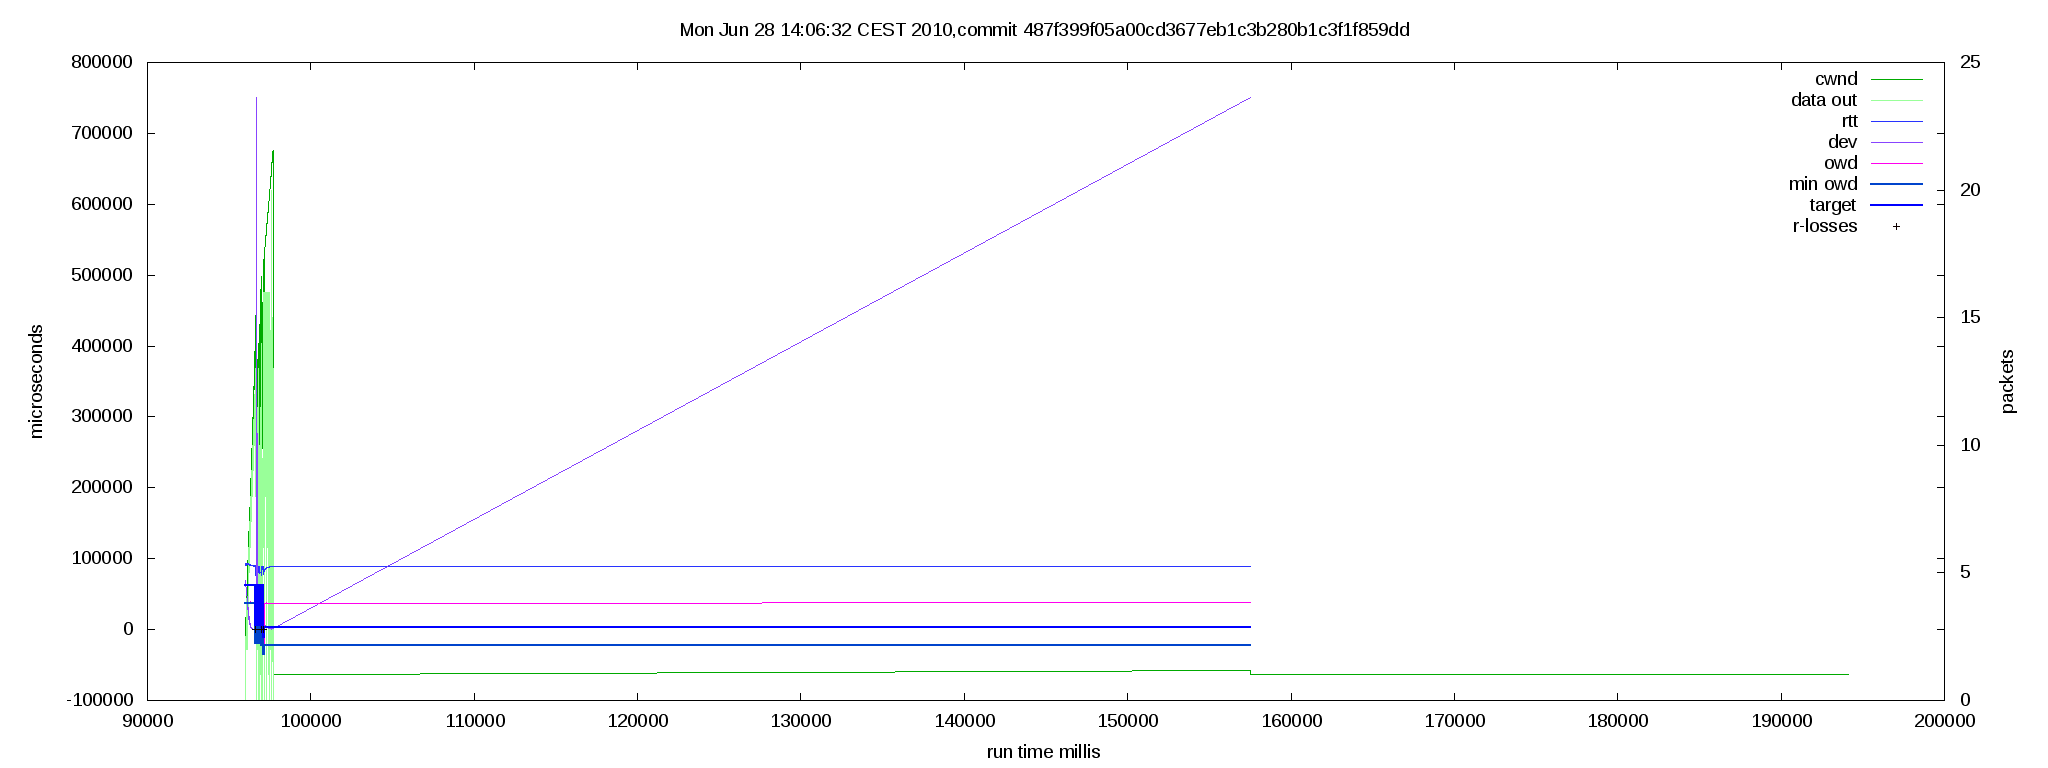 Mon Jun 28 14:06:32 CEST 2010,commit 487f399f05a00cd3677eb1c3b280b1c3f1f859dd
800000
700000
600000
500000
400000
300000
200000
100000
0
-100000
microseconds
25
20
15
10
5
0
packets
cwnd
data out
rtt
dev
owd
min owd
target
r-losses
90000 100000 110000 120000 130000 140000 150000 160000 170000 180000 190000 200000
run time millis